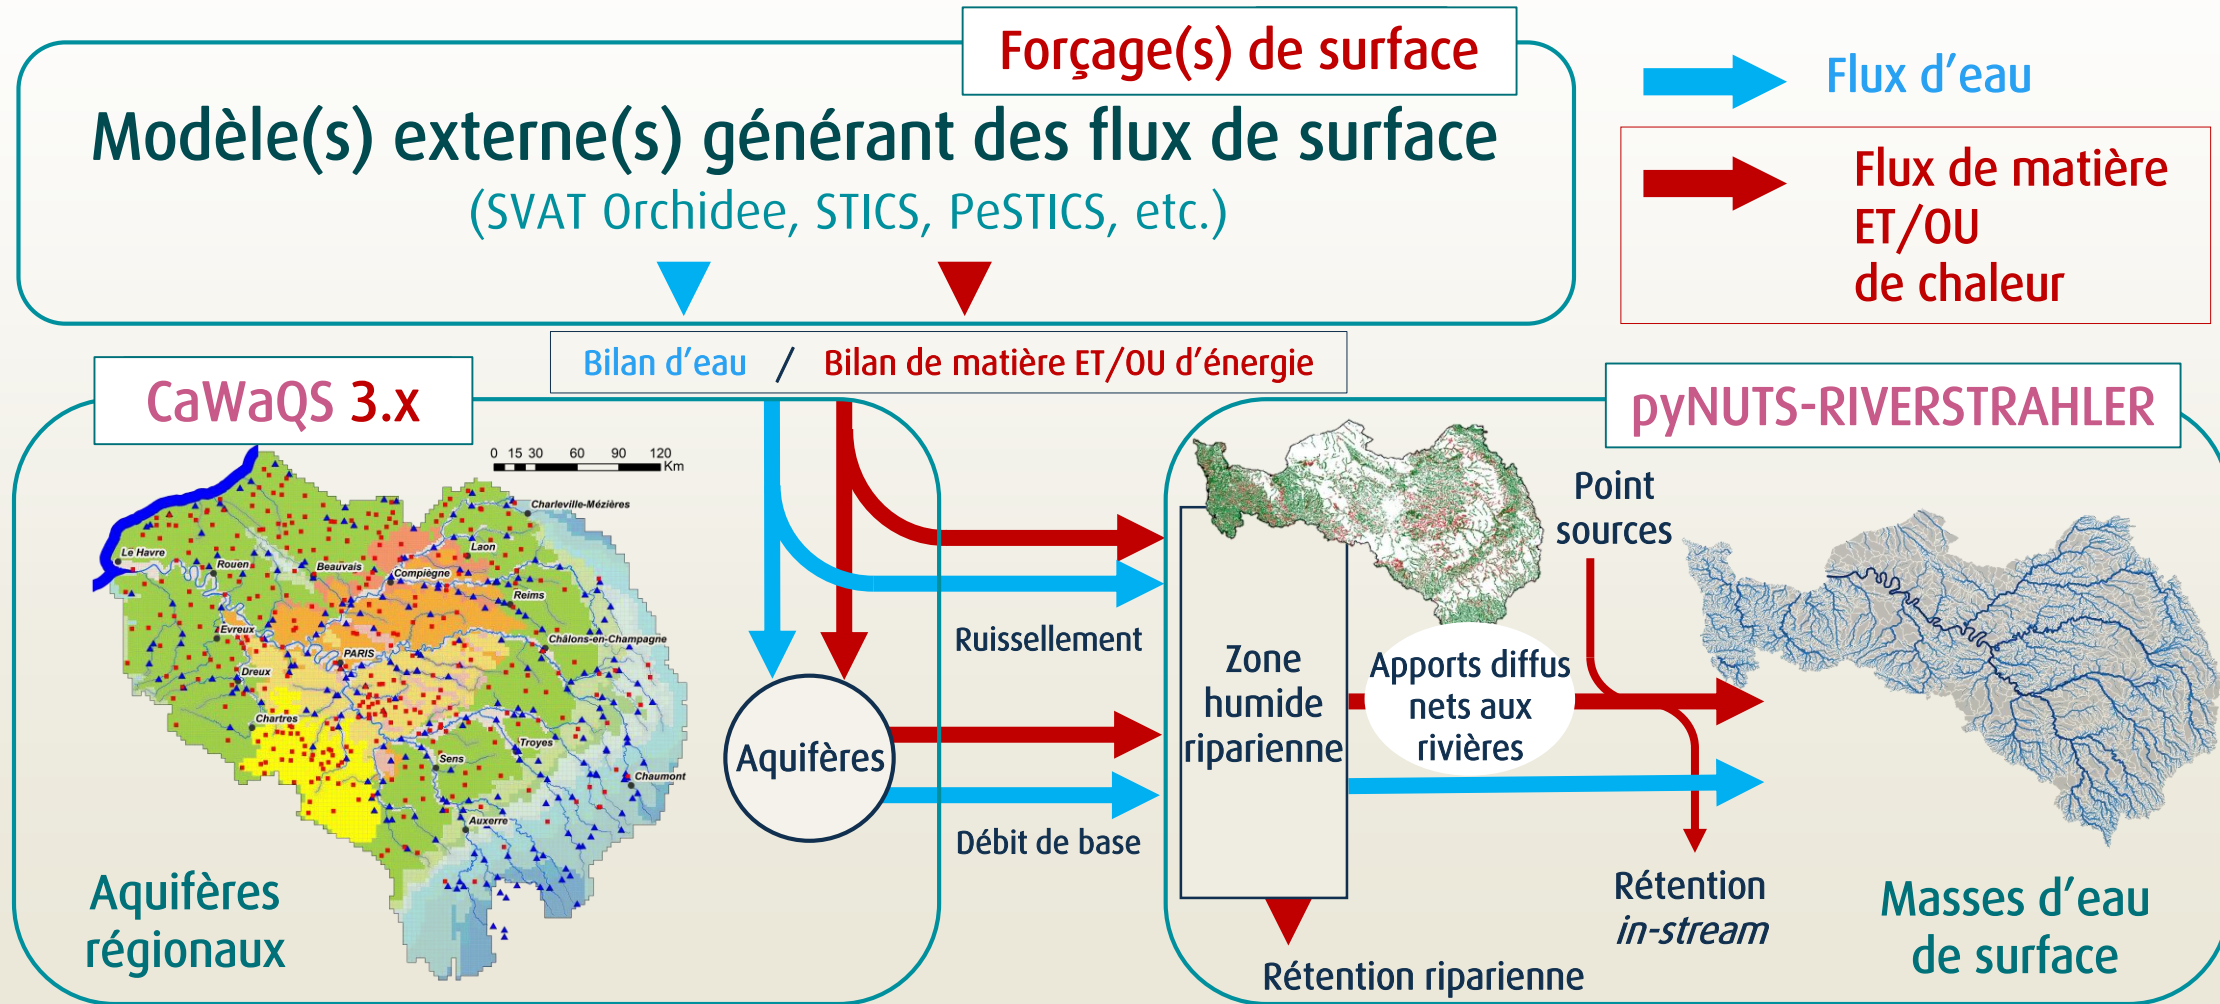 Forçage(s) de surface
Modèle(s) externe(s) générant des flux de surface
(SVAT Orchidee, STICS, PeSTICS, etc.)
Flux d'eau
Flux de matière
ET/OU
de chaleur
Bilan d'eau / Bilan de matière ET/OU d'énergie
CaWaQS 3.x
0 15 30 60 90 120
Km
Charleville-Mézières
Le Havre
Rouen
Beauvais
Compiègne
Laon
Reims
Evreux
PARIS
Châlons-en-Champagne
Dreux
Chartres
Sens
Troyes
Chaumont
Auxerre
Aquifères
régionaux
Aquifères
Ruissellement
Débit de base
pyNUTS-RIVERSTRAHLER
Zone
humide
riparienne
Point
sources
Apports diffus
nets aux
rivières
Rétention
in-stream
Rétention riparienne
Masses d'eau
de surface